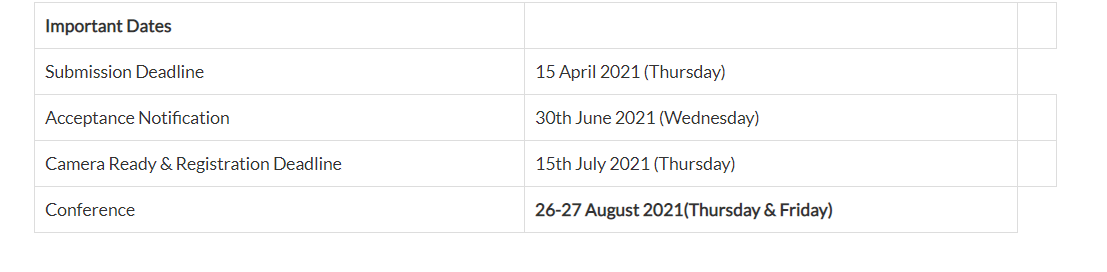 Important Dates
Submission Deadline 15 April 2021 (Thursday)
Acceptance Notification 30th June 2021 (Wednesday)
Camera Ready & Registration Deadline 15th July 2021 (Thursday)
Conference 26-27 August 2021(Thursday & Friday)